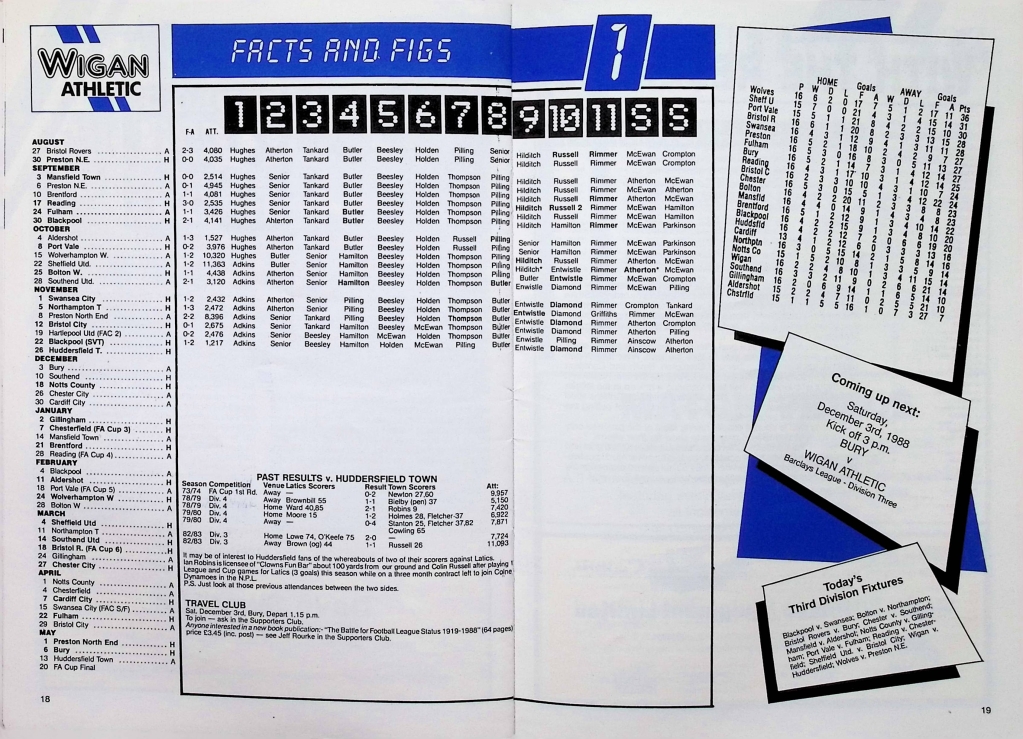 WIGAN
ATHLETIC
FACTS AND FIGS
1
F-A ATT. 1 2 3 4 5 6 7 8 9 10 11 S S
AUGUST
27 Bristol Rovers A 2-3 4,080 Hughes Atherton Tankard Butler Beesley Holden Pilling Senior Hilditch Russell Rimmer McEwan Crompton
30 Preston N.E. H 0-0 4,035 Hughes Atherton Tankard Butler Beesley Holden Pilling Senior Hilditch Russell Rimmer McEwan Crompton
SEPTEMBER
3 Mansfield Town H 0-0 2,514 Hughes Senior Tankard Butler Beesley Holden Thompson Pilling Hilditch Russell Rimmer Atherton McEwan
6 Preston N.E. A 0-1 4,945 Hughes Senior Tankard Butler Beesley Holden Thompson Pilling Hilditch Russell Rimmer McEwan Atherton
10 Brentford A 1-1 4,081 Hughes Senior Tankard Butler Beesley Holden Thompson Pilling Hilditch Russell Rimmer McEwan Hamilton
17 Reading H 3-0 2,535 Hughes Senior Tankard Butler Beesley Holden Thompson Pilling Hilditch Russell 2 Rimmer McEwan Hamilton
24 Fulham A 1-1 3,426 Hughes Senior Tankard Butler Beesley Holden Thompson Pilling Hilditch Russell Rimmer McEwan Hamilton
30 Blackpool H 2-1 4,141 Hughes Atherton Tankard Butler Beesley Holden Thompson Pilling Hilditch Hamilton Rimmer McEwan Parkinson
OCTOBER
4 Aldershot A 1-3 1,527 Hughes Atherton Tankard Butler Beesley Holden Russell Pilling Senior Hamilton Rimmer McEwan Parkinson
8 Port Vale H 0-2 3,976 Hughes Atherton Tankard Butler Beesley Holden Thompson Pilling Senior Hamilton Rimmer McEwan Parkinson
15 Wolverhampton W. A 1-2 10,320 Hughes Butler Senior Hamilton Beesley Holden Thompson Pilling Hilditch Russell Rimmer Atherton McEwan
22 Sheffield Utd. A 1-2 11,363 Adkins Butler Senior Hamilton Beesley Holden Thompson Pilling Hilditch* Entwistle Rimmer Atherton* McEwan
25 Bolton W. H 1-1 4,438 Adkins Atherton Senior Hamilton Beesley Holden Thompson Pilling Butler Entwistle Rimmer McEwan Crompton
28 Southend Utd. A 2-1 3,120 Adkins Atherton Senior Hamilton Beesley Holden Thompson Butler Entwistle Diamond Rimmer McEwan Pilling
NOVEMBER
1 Swansea City H 1-2 2,432 Adkins Atherton Senior Pilling Beesley Holden Thompson Butler Entwistle Diamond Rimmer Crompton Tankard
5 Northampton T H 1-3 2,472 Adkins Atherton Senior Pilling Beesley Holden Thompson Butler Entwistle Diamond Griffiths Rimmer McEwan
8 Preston North End A 2-2 8,396 Adkins Senior Tankard Pilling Beesley Holden Thompson Butler Entwistle Diamond Rimmer McEwan Atherton
12 Bristol City H 0-1 2,675 Adkins Senior Tankard Hamilton Beesley McEwan Thompson Butler Entwistle Diamond Rimmer Atherton Crompton
19 Hartlepool Utd (FAC 2) A 0-2 2,476 Adkins Senior Beesley Hamilton McEwan Holden Thompson Butler Entwistle Pilling Rimmer Atherton Pilling
22 Blackpool (SVT) H 1-2 1,217 Adkins Senior Beesley Hamilton Holden McEwan Pilling Butler Entwistle Diamond Rimmer Ainscow Atherton
26 Huddersfield T. H
DECEMBER
3 Bury A
10 Southend H
18 Notts County H
26 Chester City A
30 Cardiff City A
JANUARY
2 Gillingham H
7 Chesterfield (FA Cup 3) H
14 Mansfield Town A
21 Brentford H
28 Reading (FA Cup 4) A
FEBRUARY
4 Blackpool A
11 Aldershot H
18 Port Vale (FA Cup 5) A
24 Wolverhampton W H
28 Bolton W A
MARCH
4 Sheffield Utd H
11 Northampton T A
14 Southend Utd H
18 Bristol R. (FA Cup 6) H
24 Gillingham A
27 Chester City H
APRIL
1 Notts County A
4 Chesterfield A
7 Cardiff City H
15 Swansea City (FAC S/F) A
22 Fulham H
29 Bristol City A
MAY
1 Preston North End H
6 Bury H
13 Huddersfield Town A
20 FA Cup Final
PAST RESULTS v. HUDDERSFIELD TOWN
Season Competition Venue Latics Scorers Result Town Scorers Att:
73/74 FA Cup 1st Rd. Away — 0-2 Newton 27,60 9,957
78/79 Div. 4 Away Brownbill 55 1-1 Bielby (pen) 37 5,150
78/79 Div. 4 Home Ward 40,85 2-1 Robins 9 7,420
79/80 Div. 4 Home Moore 15 1-2 Holmes 28, Fletcher-37 6,922
79/80 Div. 4 Away — 0-4 Stanton 25, Fletcher 37,82 7,871
Cowling 65
82/83 Div. 3 Home Lowe 74, O'Keefe 75 2-0 — 7,724
82/83 Div. 3 Away Brown (og) 44 1-1 Russell 26 11,093
It may be of interest to Huddersfield fans of the whereabouts of two of their scorers against Latics.
Ian Robins is licensee of "Clowns Fun Bar" about 100 yards from our ground and Colin Russell after playing
League and Cup games for Latics (3 goals) this season while on a three month contract left to join Colne
Dynamoes in the N.P.L.
P.S. Just look at those previous attendances between the two sides.
TRAVEL CLUB
Sat. December 3rd, Bury, Depart 1.15 p.m.
To join — ask in the Supporters Club.
Anyone interested in a new book publication:- "The Battle for Football League Status 1919-1988" (64 pages)
price £3.45 (inc. post) — see Jeff Rourke in the Supporters Club.
18
HOME Goals AWAY Goals
P W D L F A W D L F A Pts
Wolves
Sheff U
Port Vale
Bristol R
Swansea
Preston
Fulham
Bury
Reading
Bristol C
Chester
Bolton
Mansfld
Brentford
Blackpool
Huddsfld
Cardiff
Northptn
Notts Co
Wigan
Southend
Gillingham
Aldershot
Chstrfld
Coming up next:
Saturday,
December 3rd, 1988
Kick off 3 p.m.
BURY
v
WIGAN ATHLETIC
Barclays League - Division Three
Today's
Third Division Fixtures
Blackpool v. Swansea; Bolton v. Northampton;
Bristol Rovers v. Bury; Chester v. Southend;
Mansfield v. Aldershot; Notts County v. Gilling-
ham; Port Vale v. Fulham; Reading v. Chester-
field; Sheffield Utd. v. Bristol City; Wigan v.
Huddersfield; Wolves v. Preston N.E.
19